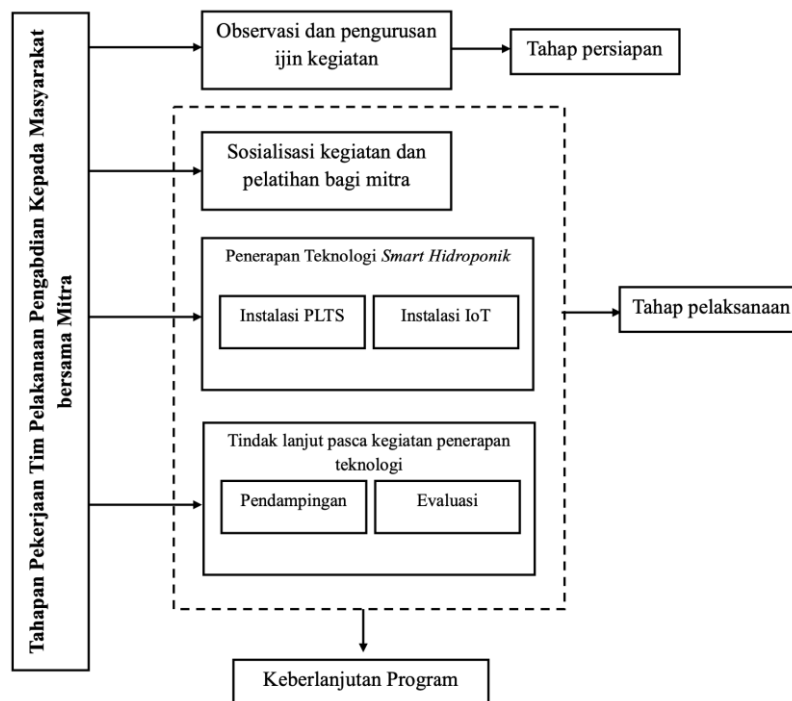 Tahapan Pekerjaan Tim Pelakanaan Pengabdian Kepada Masyarakat
bersama Mitra
Observasi dan pengurusan
ijin kegiatan
Tahap persiapan
Sosialisasi kegiatan dan
pelatihan bagi mitra
Penerapan Teknologi Smart Hidroponik
Instalasi PLTS
Instalasi IoT
Tahap pelaksanaan
Tindak lanjut pasca kegiatan penerapan
teknologi
Pendampingan
Evaluasi
Keberlanjutan Program